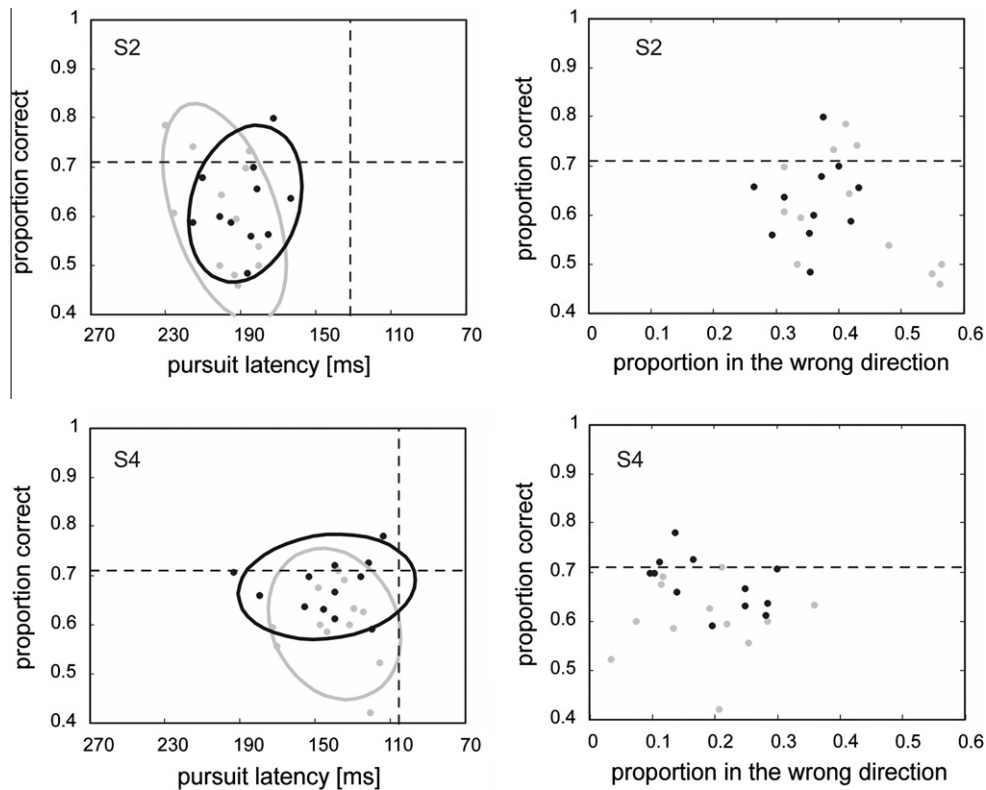 S2
proportion correct
1
0.9
0.8
0.7
0.6
0.5
0.4
270 230 190 150 110 70
pursuit latency [ms]
S2
proportion correct
1
0.9
0.8
0.7
0.6
0.5
0.4
0 0.1 0.2 0.3 0.4 0.5 0.6
proportion in the wrong direction
S4
proportion correct
1
0.9
0.8
0.7
0.6
0.5
0.4
270 230 190 150 110 70
pursuit latency [ms]
S4
proportion correct
1
0.9
0.8
0.7
0.6
0.5
0.4
0 0.1 0.2 0.3 0.4 0.5 0.6
proportion in the wrong direction